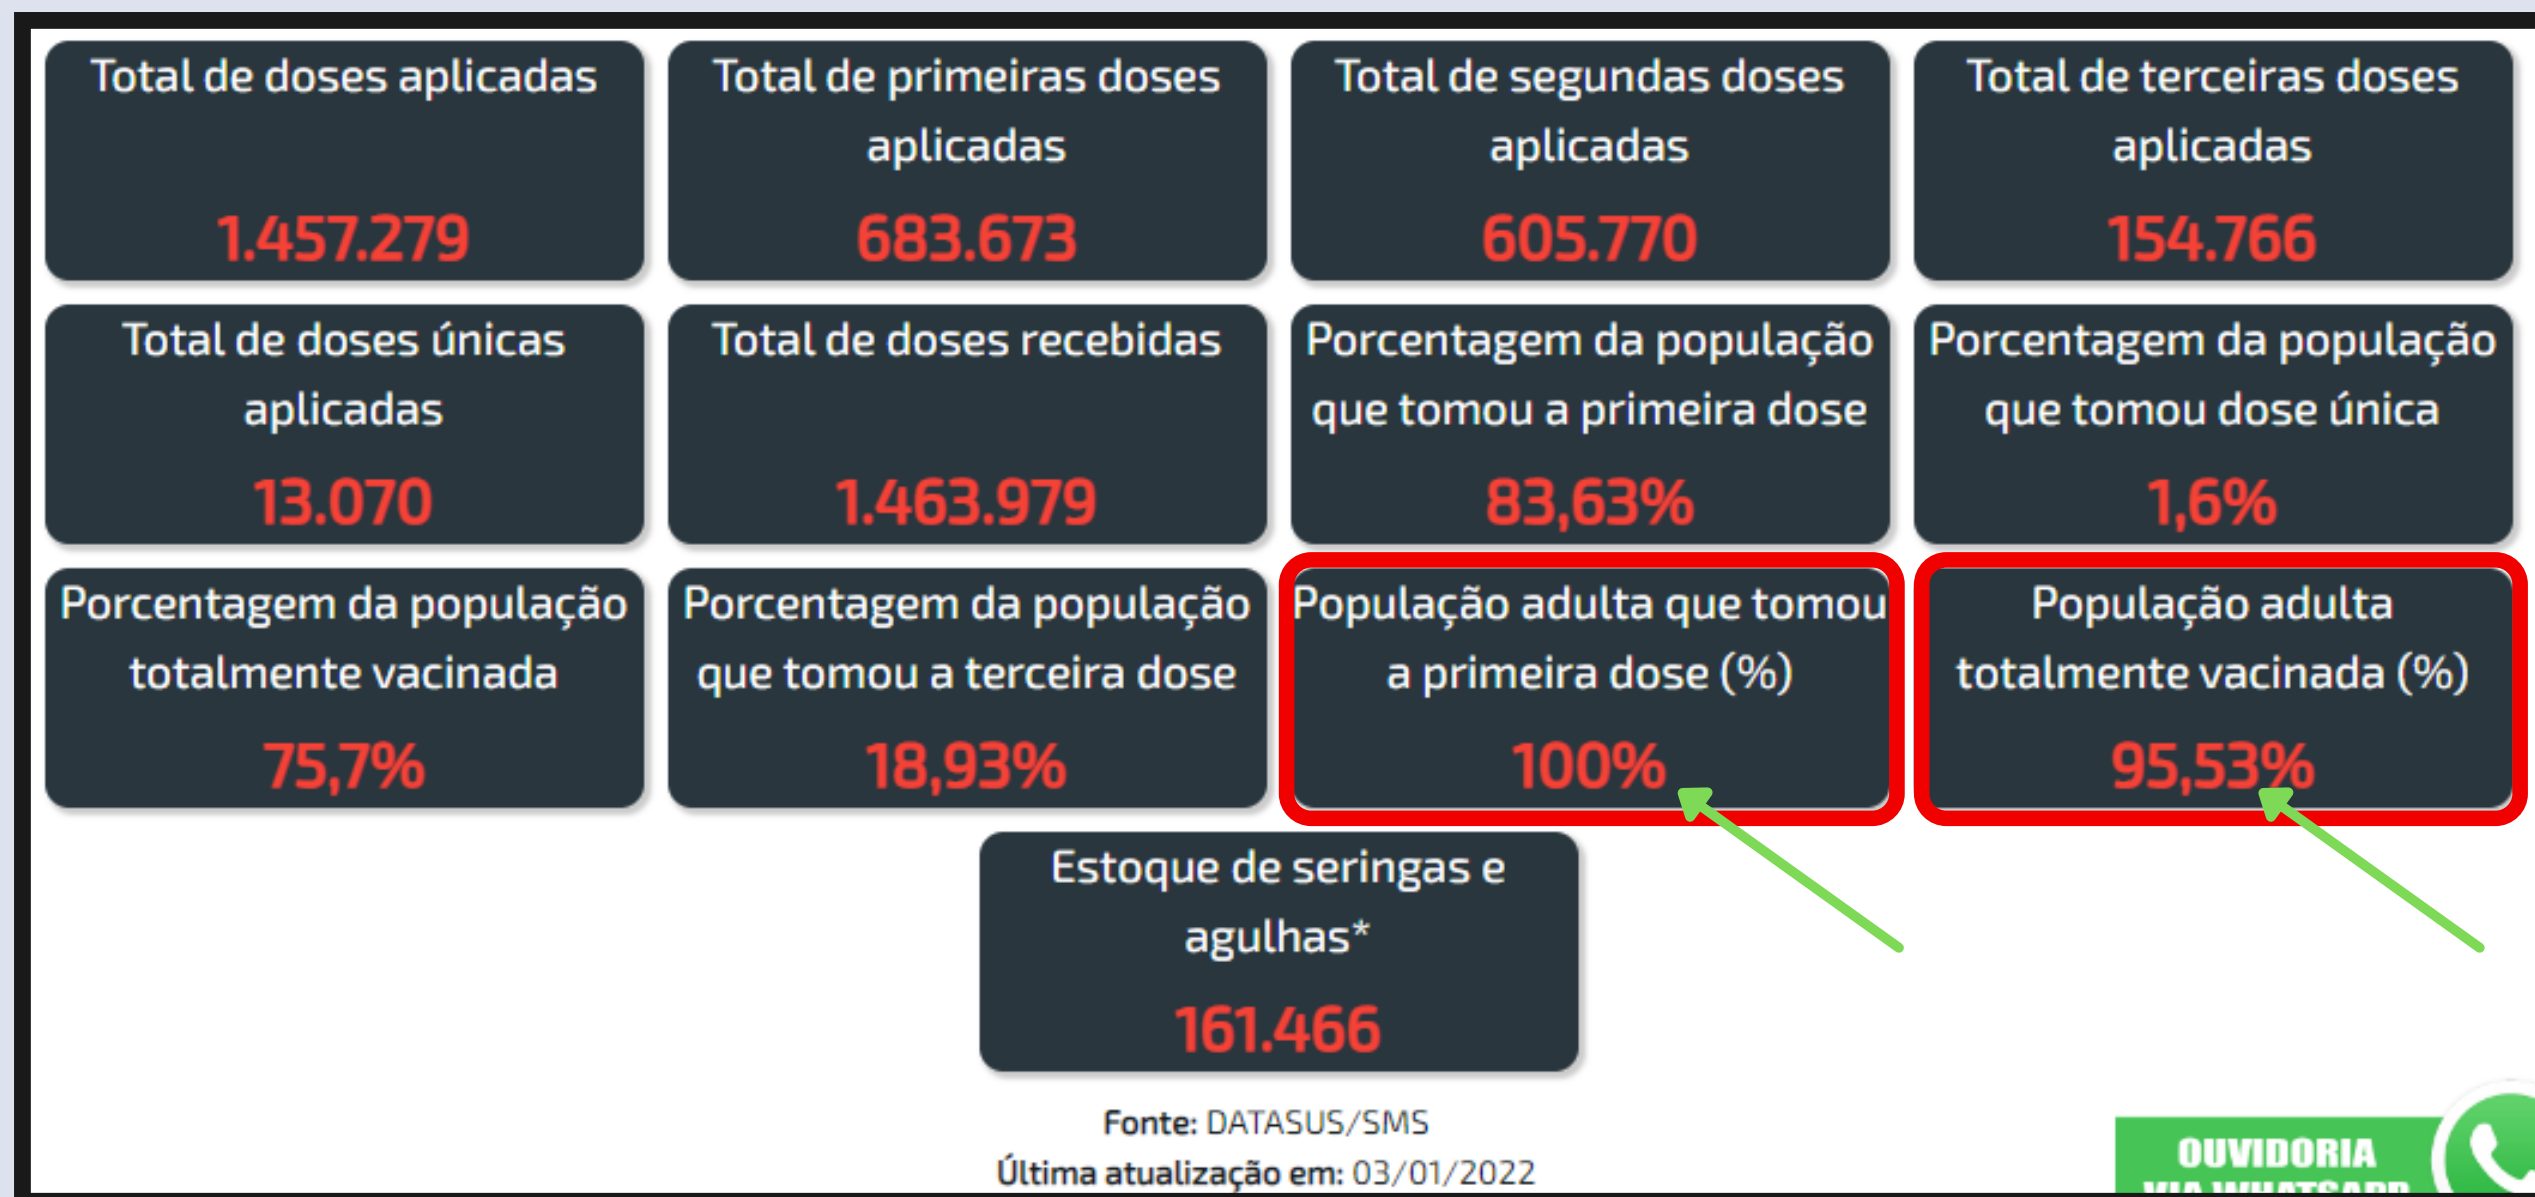 Total de doses aplicadas
1.457.279
Total de primeiras doses
aplicadas
683.673
Total de segundas doses
aplicadas
605.770
Total de terceiras doses
aplicadas
154.766
Total de doses únicas
aplicadas
13.070
Total de doses recebidas
1.463.979
Porcentagem da população
que tomou a primeira dose
83,63%
Porcentagem da população
que tomou dose única
1,6%
Porcentagem da população
totalmente vacinada
75,7%
Porcentagem da população
que tomou a terceira dose
18,93%
População adulta que tomou
a primeira dose (%)
100%
População adulta
totalmente vacinada (%)
95,53%
Estoque de seringas e
agulhas*
161.466
Fonte: DATASUS/SMS
Última atualização em: 03/01/2022
OUVIDORIA
VIA WHATSAPP